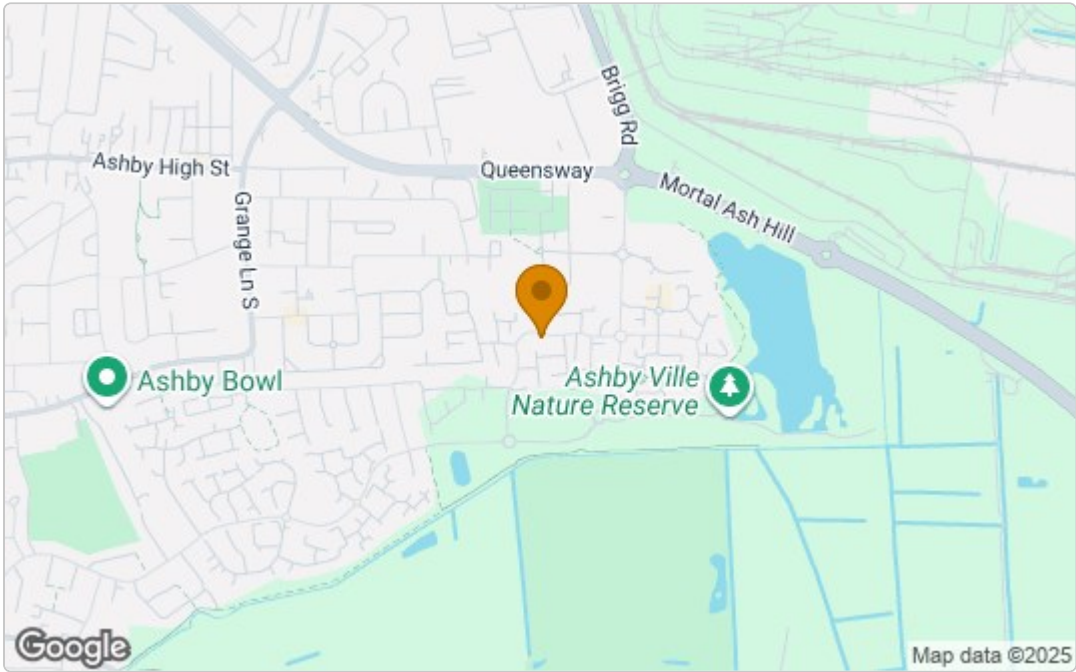 Brigg Rd
Ashby High St
Queensway
Mortal Ash Hill
Grange Ln S
Ashby Bowl
Ashby Ville
Nature Reserve
Google
Map data ©2025